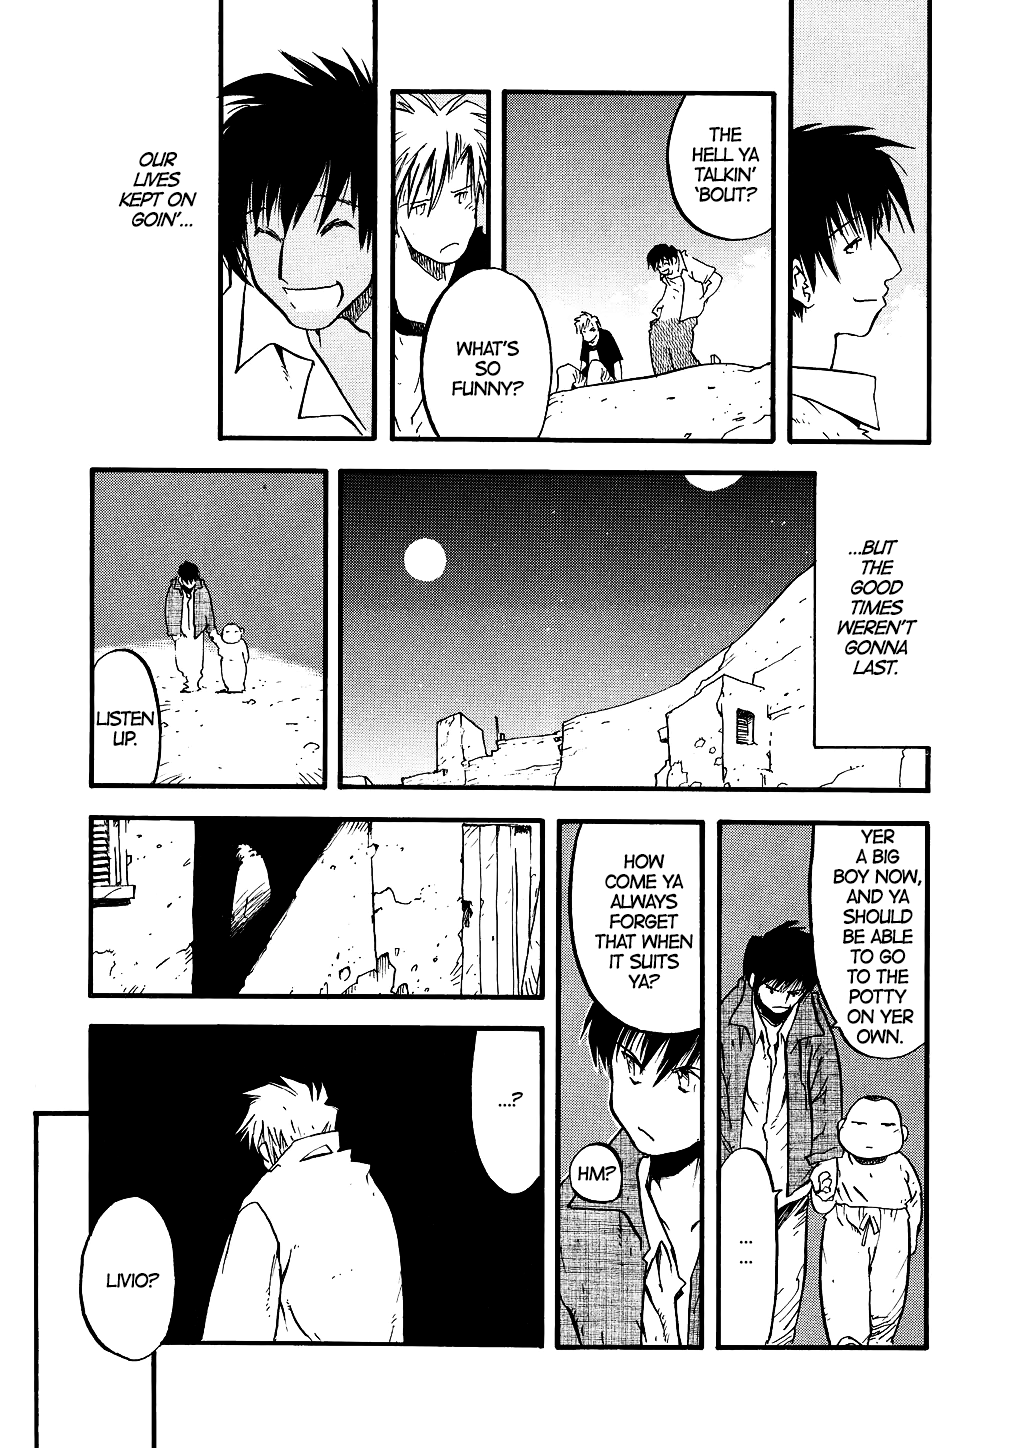 THE
HELL YA
TALKIN'
'BOUT?
WHAT'S
SO
FUNNY?
OUR
LIVES
KEPT ON
GOIN'...
...BUT
THE
GOOD
TIMES
WEREN'T
GONNA
LAST.
LISTEN
UP.
YER
A BIG
BOY NOW,
AND YA
SHOULD
BE ABLE
TO GO
TO THE
POTTY
ON YER
OWN.
...
...
HOW
COME YA
ALWAYS
FORGET
THAT WHEN
IT SUITS
YA?
HM?
...?
LIVIO?